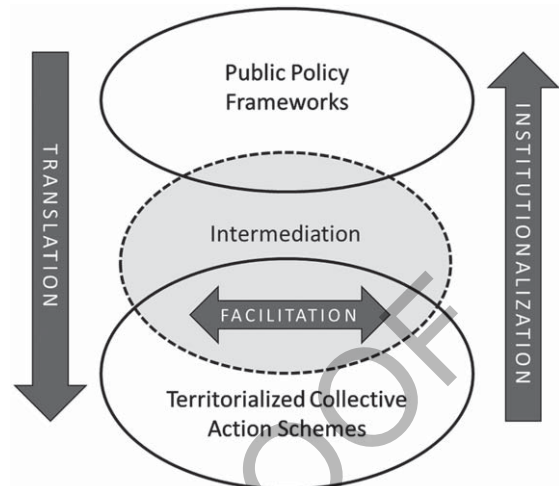 Public Policy
Frameworks
TRANSLATION
INSTITUTIONALIZATION
Intermediation
FACILITATION
Territorialized Collective
Action Schemes